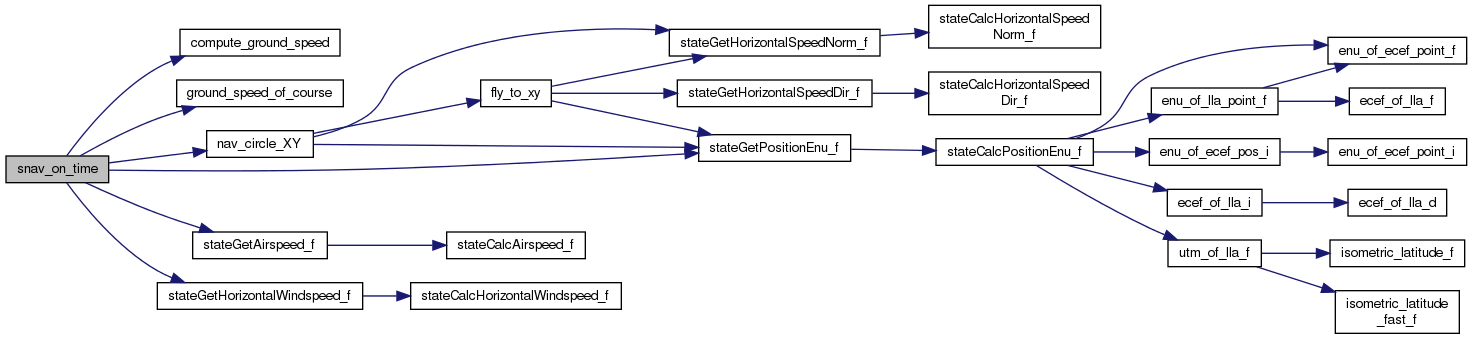 snav_on_time
compute_ground_speed
ground_speed_of_course
nav_circle_XY
stateGetAirspeed_f
stateGetHorizontalWindspeed_f
fly_to_xy
stateCalcAirspeed_f
stateCalcHorizontalWindspeed_f
stateGetHorizontalSpeedNorm_f
stateGetHorizontalSpeedDir_f
stateGetPositionEnu_f
stateCalcHorizontalSpeed
Norm_f
stateCalcHorizontalSpeed
Dir_f
stateCalcPositionEnu_f
enu_of_lla_point_f
enu_of_ecef_pos_i
ecef_of_lla_i
utm_of_lla_f
enu_of_ecef_point_f
ecef_of_lla_f
enu_of_ecef_point_i
ecef_of_lla_d
isometric_latitude_f
isometric_latitude
_fast_f